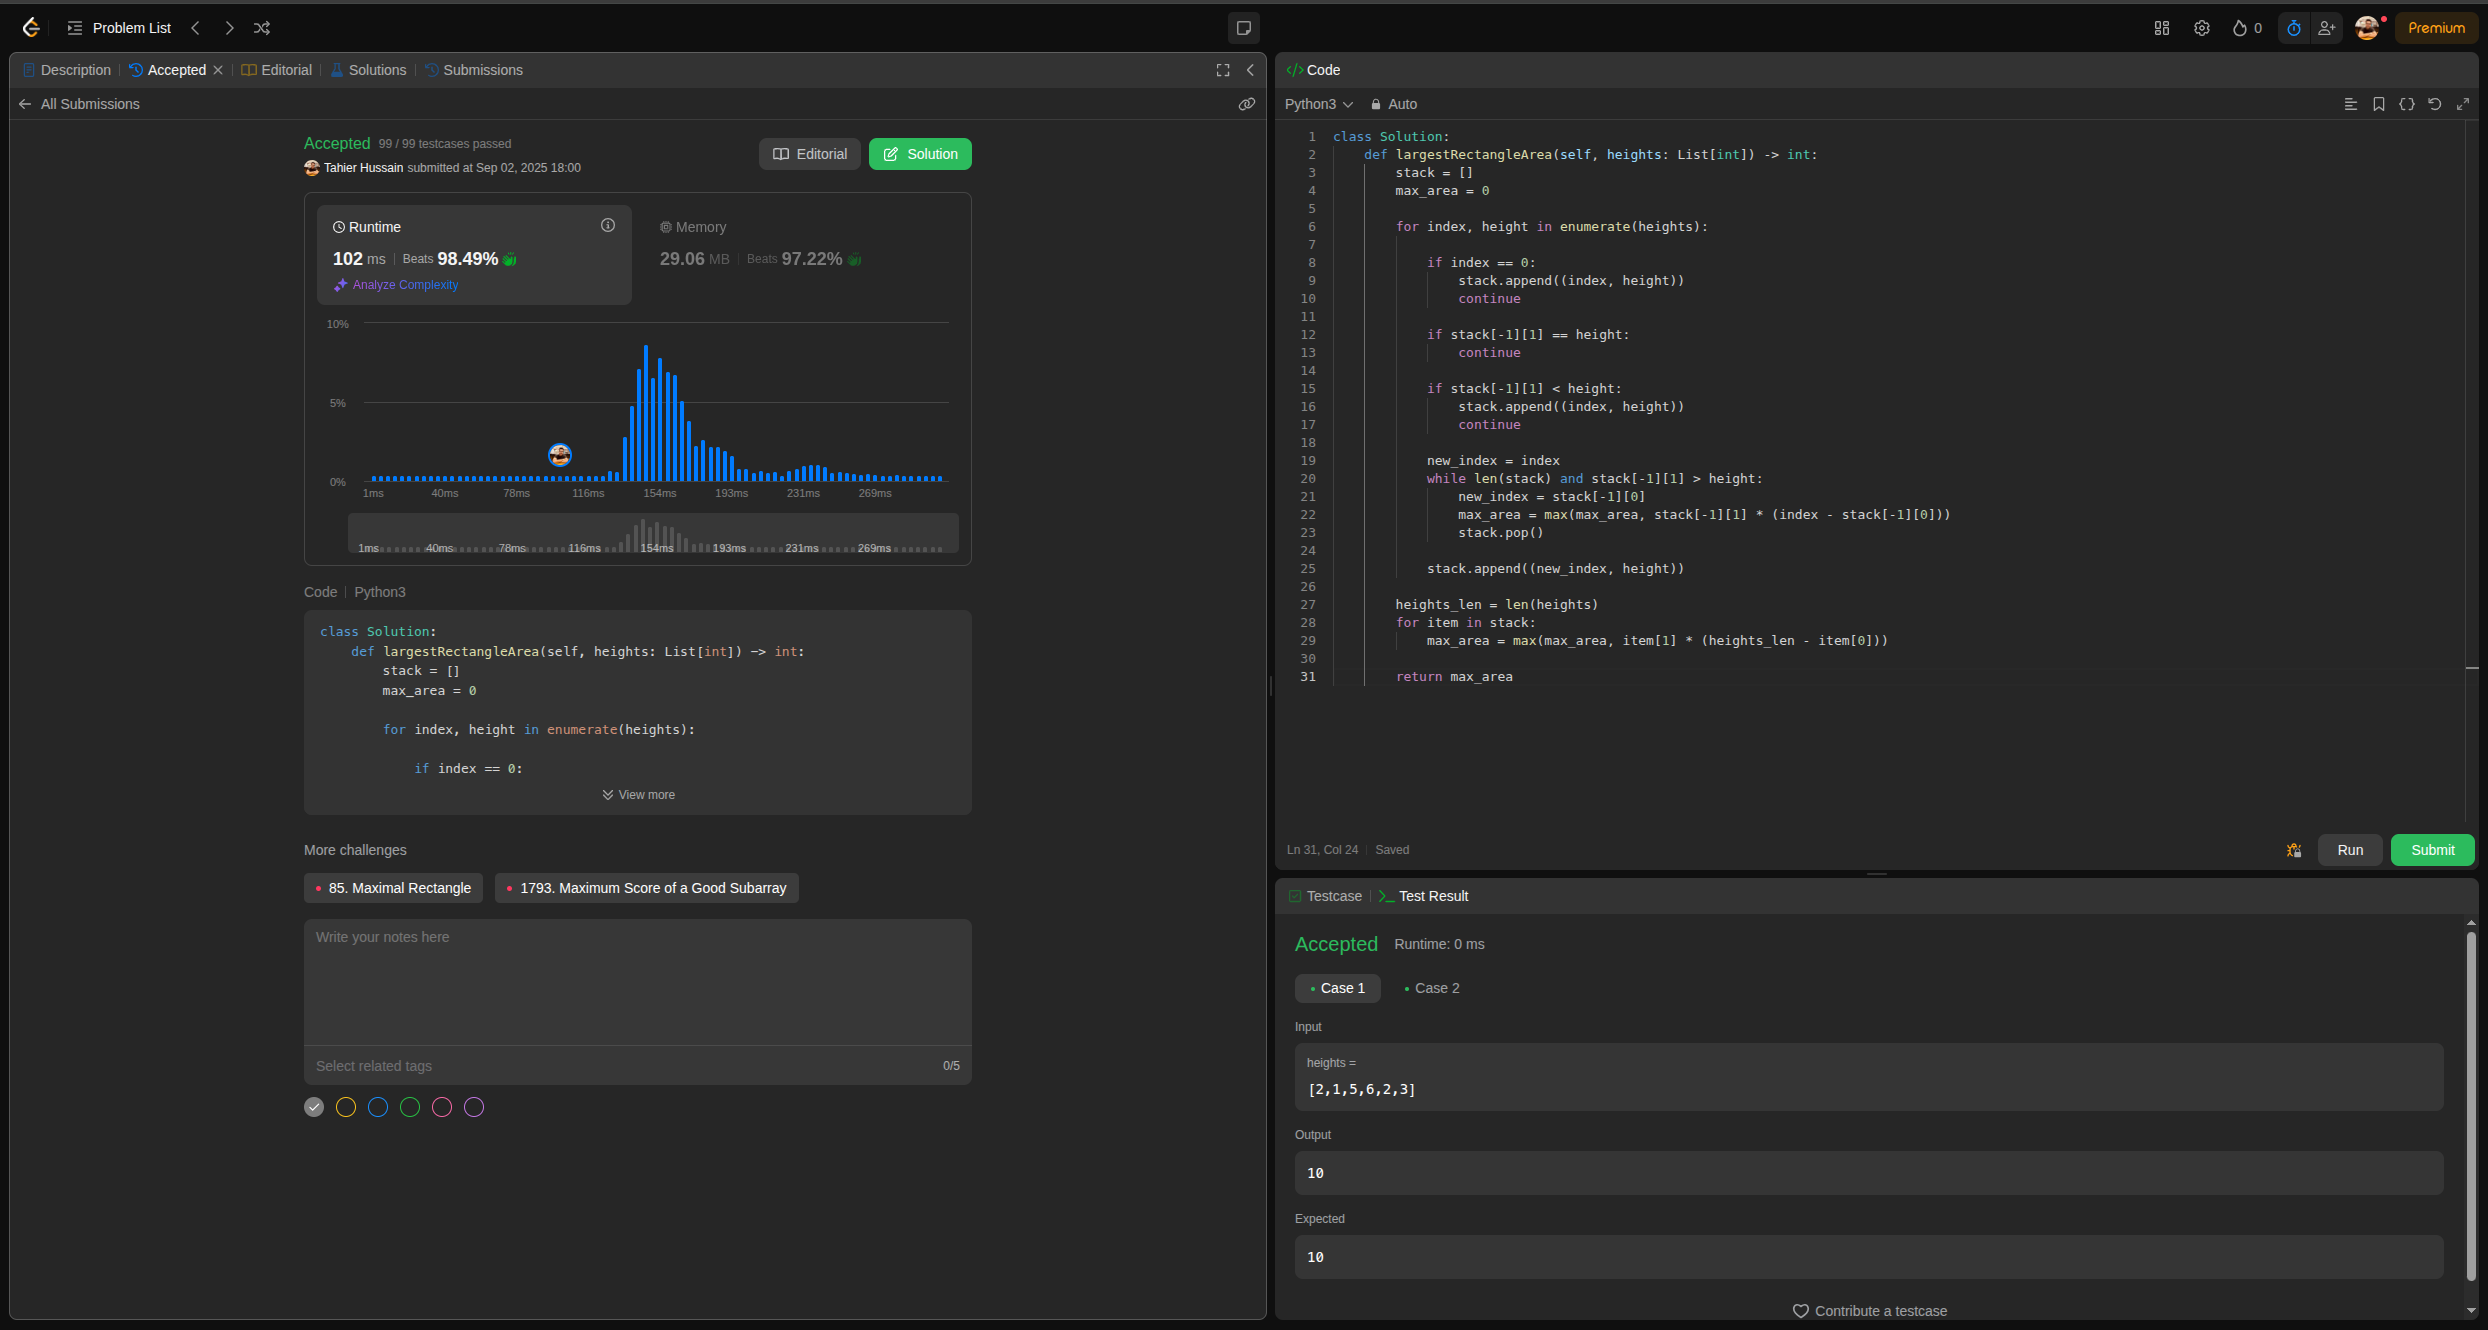 Problem List
0
Premium
Description
Accepted
Editorial
Solutions
Submissions
All Submissions
Accepted 99 / 99 testcases passed
Tahier Hussain submitted at Sep 02, 2025 18:00
Editorial
Solution
Runtime
102 ms Beats 98.49%
Analyze Complexity
Memory
29.06 MB Beats 97.22%
10%
5%
0%
1ms 40ms 78ms 116ms 154ms 193ms 231ms 269ms
1ms 40ms 78ms 116ms 154ms 193ms 231ms 269ms
Code | Python3
class Solution:
    def largestRectangleArea(self, heights: List[int]) -> int:
        stack = []
        max_area = 0

        for index, height in enumerate(heights):

            if index == 0:
View more
More challenges
85. Maximal Rectangle
1793. Maximum Score of a Good Subarray
Write your notes here
Select related tags 0/5
</> Code
Python3 Auto
1 class Solution:
2     def largestRectangleArea(self, heights: List[int]) -> int:
3         stack = []
4         max_area = 0
5
6         for index, height in enumerate(heights):
7
8             if index == 0:
9                 stack.append((index, height))
10                 continue
11
12             if stack[-1][1] == height:
13                 continue
14
15             if stack[-1][1] < height:
16                 stack.append((index, height))
17                 continue
18
19             new_index = index
20             while len(stack) and stack[-1][1] > height:
21                 new_index = stack[-1][0]
22                 max_area = max(max_area, stack[-1][1] * (index - stack[-1][0]))
23                 stack.pop()
24
25             stack.append((new_index, height))
26
27         heights_len = len(heights)
28         for item in stack:
29             max_area = max(max_area, item[1] * (heights_len - item[0]))
30
31         return max_area
Ln 31, Col 24 | Saved
Run
Submit
Testcase
Test Result
Accepted Runtime: 0 ms
Case 1
Case 2
Input
heights =
[2,1,5,6,2,3]
Output
10
Expected
10
Contribute a testcase